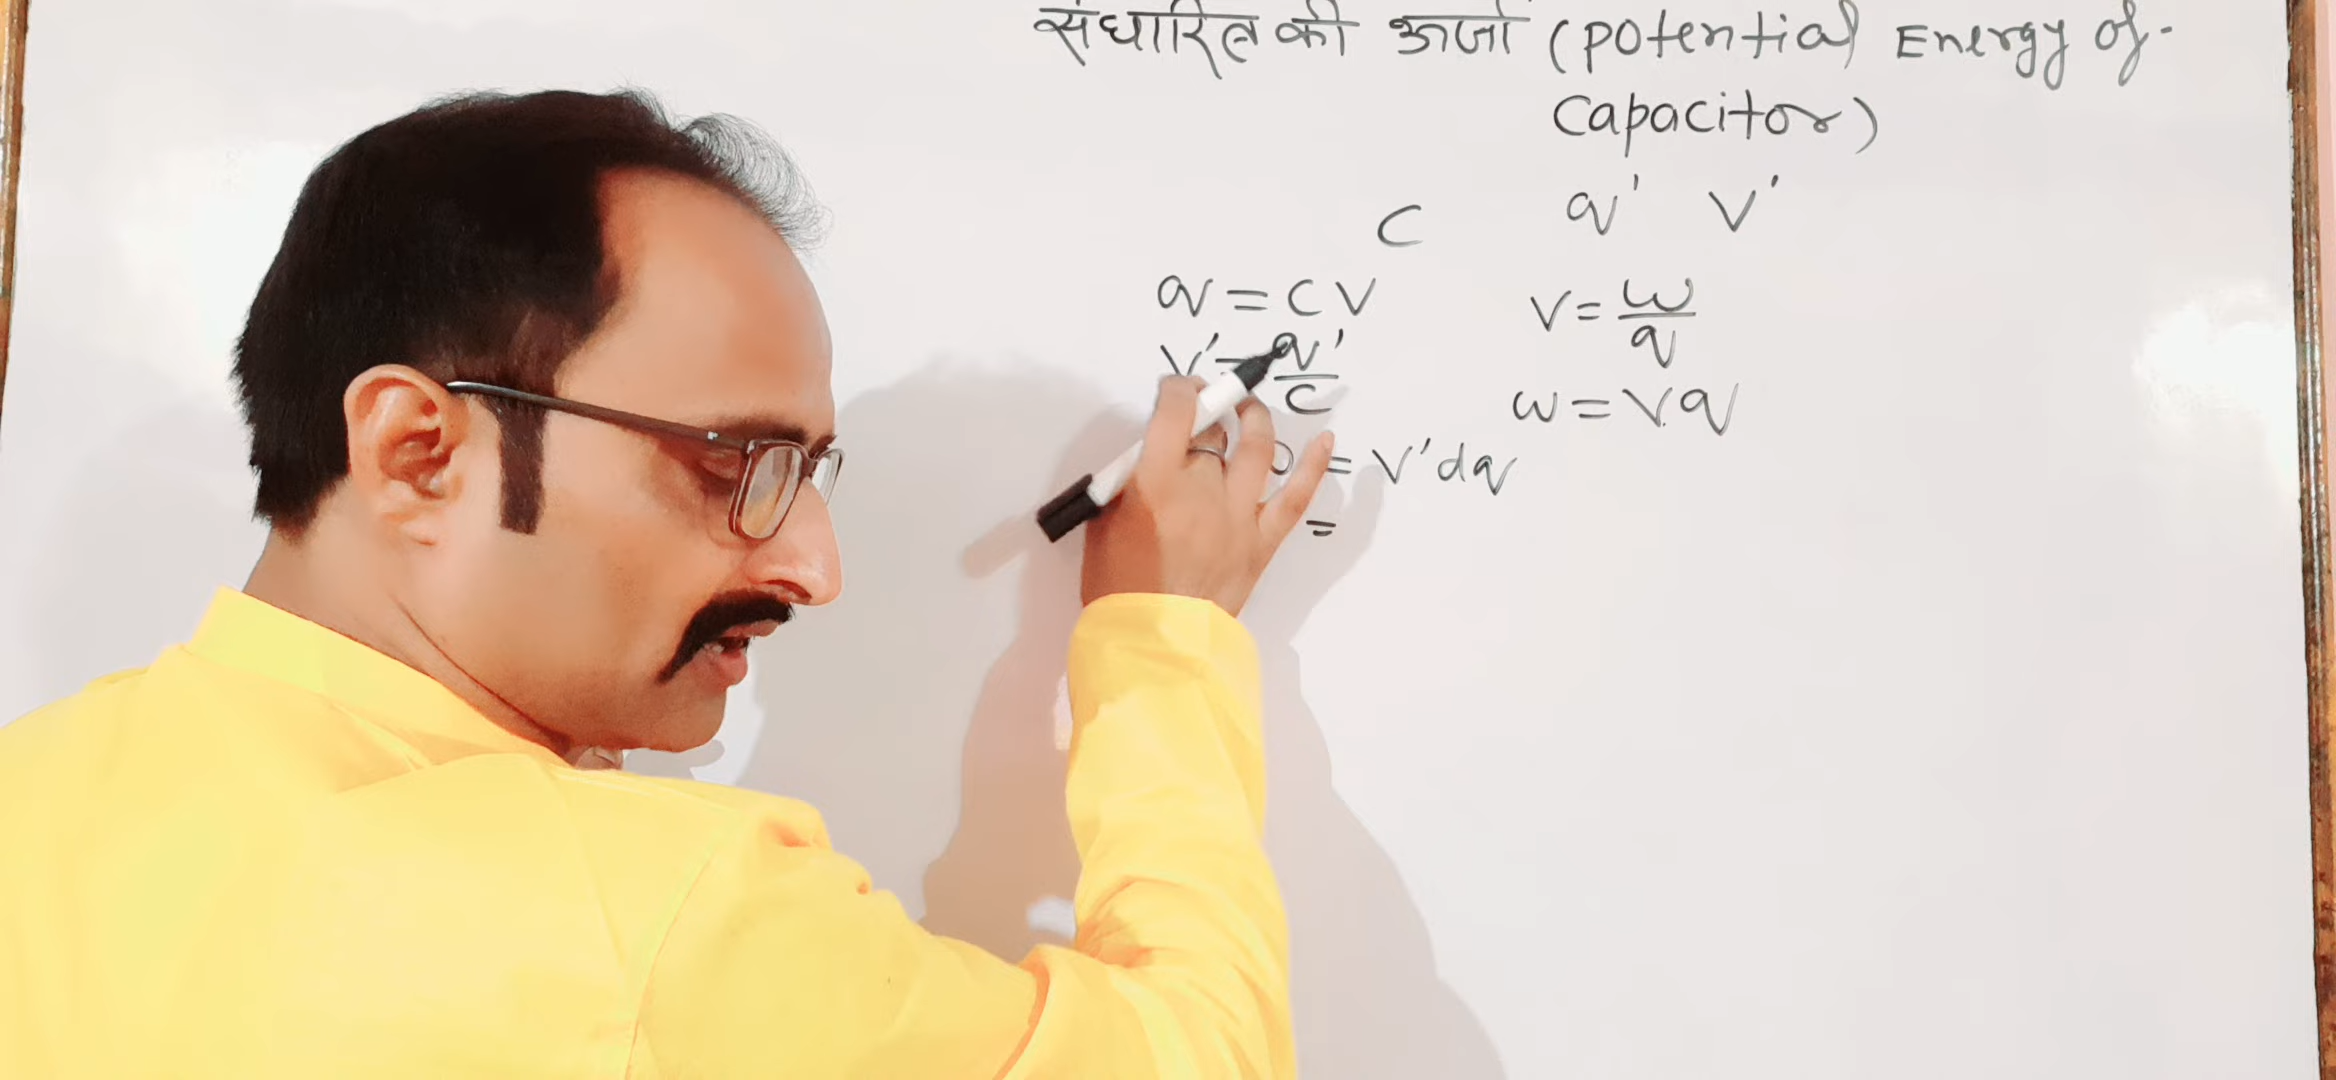 संधारित्र की ऊर्जा (Potential Energy of
Capacitor)
C q' V'
q = CV V = w/q
V' = q'/C w = Vq
= V'dq
=